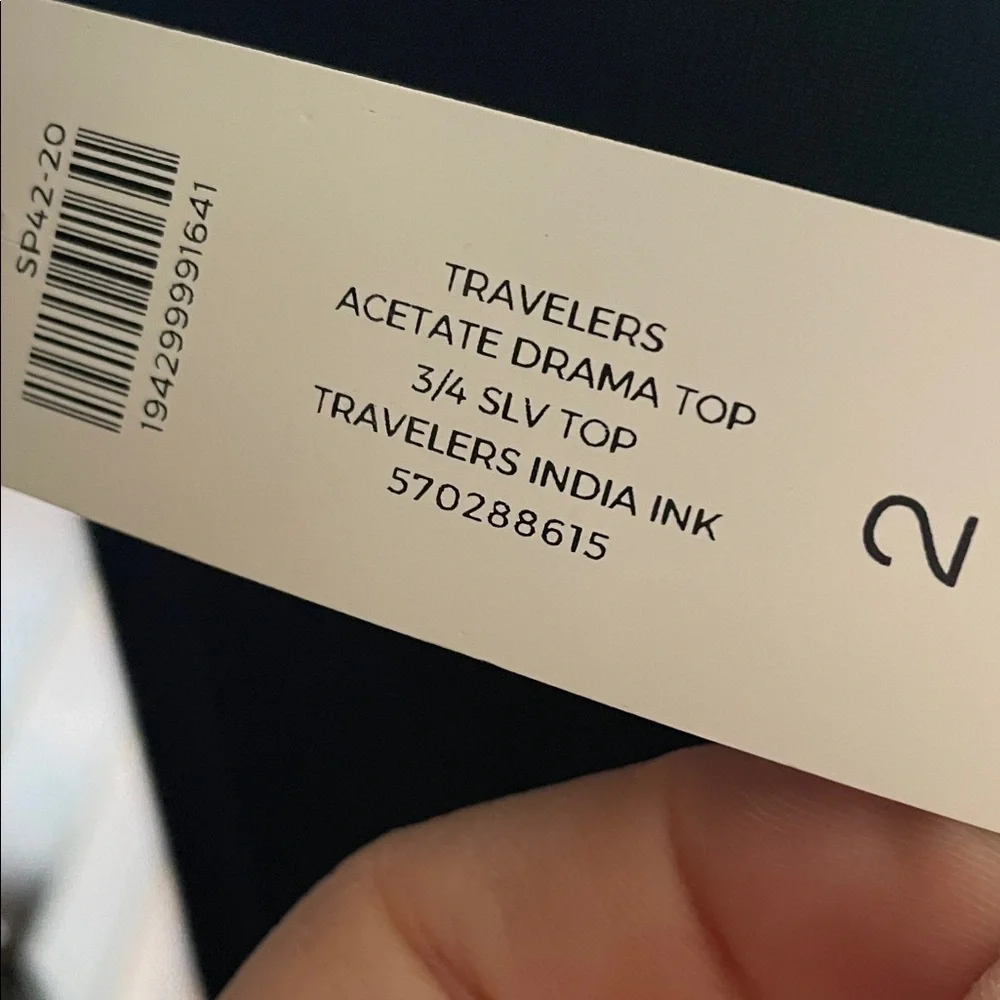 SP42-20
194299991641
TRAVELERS
ACETATE DRAMA TOP
3/4 SLV TOP
TRAVELERS INDIA INK
570288615
2